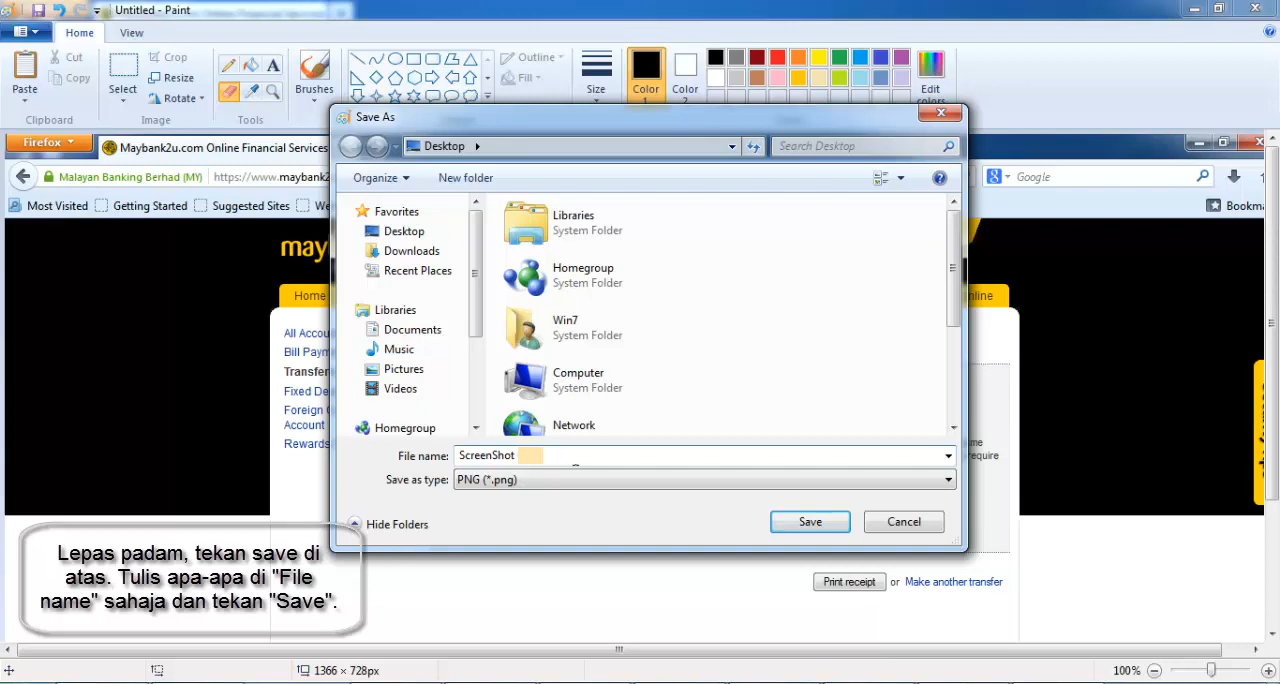 Untitled - Paint
Home View
Cut
Copy
Paste
Clipboard
Select
Crop
Resize
Rotate
Image
Tools
Brushes
Outline
Fill
Size
Color 1
Color 2
Edit colors
Firefox
Maybank2u.com Online Financial Services
Malayan Banking Berhad (MY) https://www.maybank2
Google
Most Visited Getting Started Suggested Sites We
Bookma
may
Home
nline
All Accou
Bill Paym
Transfer
Fixed De
Foreign
Account
Rewards
me
require
Save As
Desktop
Search Desktop
Organize New folder
Favorites
Desktop
Downloads
Recent Places
Libraries
Documents
Music
Pictures
Videos
Homegroup
Libraries
System Folder
Homegroup
System Folder
Win7
System Folder
Computer
System Folder
Network
File name: ScreenShot
Save as type: PNG (*.png)
Hide Folders
Save Cancel
Print receipt or Make another transfer
Lepas padam, tekan save di
atas. Tulis apa-apa di "File
name" sahaja dan tekan "Save".
1366 × 728px
100%